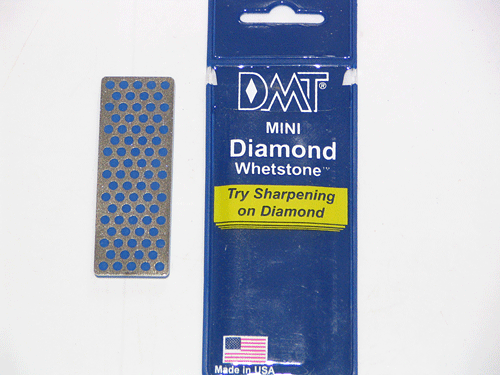 DMT®
MINI
Diamond
Whetstone™
Try Sharpening
on Diamond
Made in USA